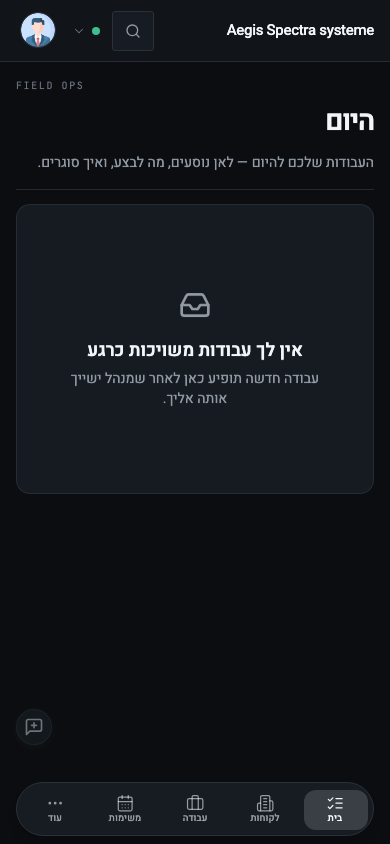 Aegis Spectra systeme
FIELD OPS
היום
העבודות שלכם להיום — לאן נוסעים, מה לבצע, ואיך סוגרים.
אין לך עבודות משויכות כרגע
עבודה חדשה תופיע כאן לאחר שמנהל ישייך
אותה אליך.
בית
לקוחות
עבודה
משימות
עוד